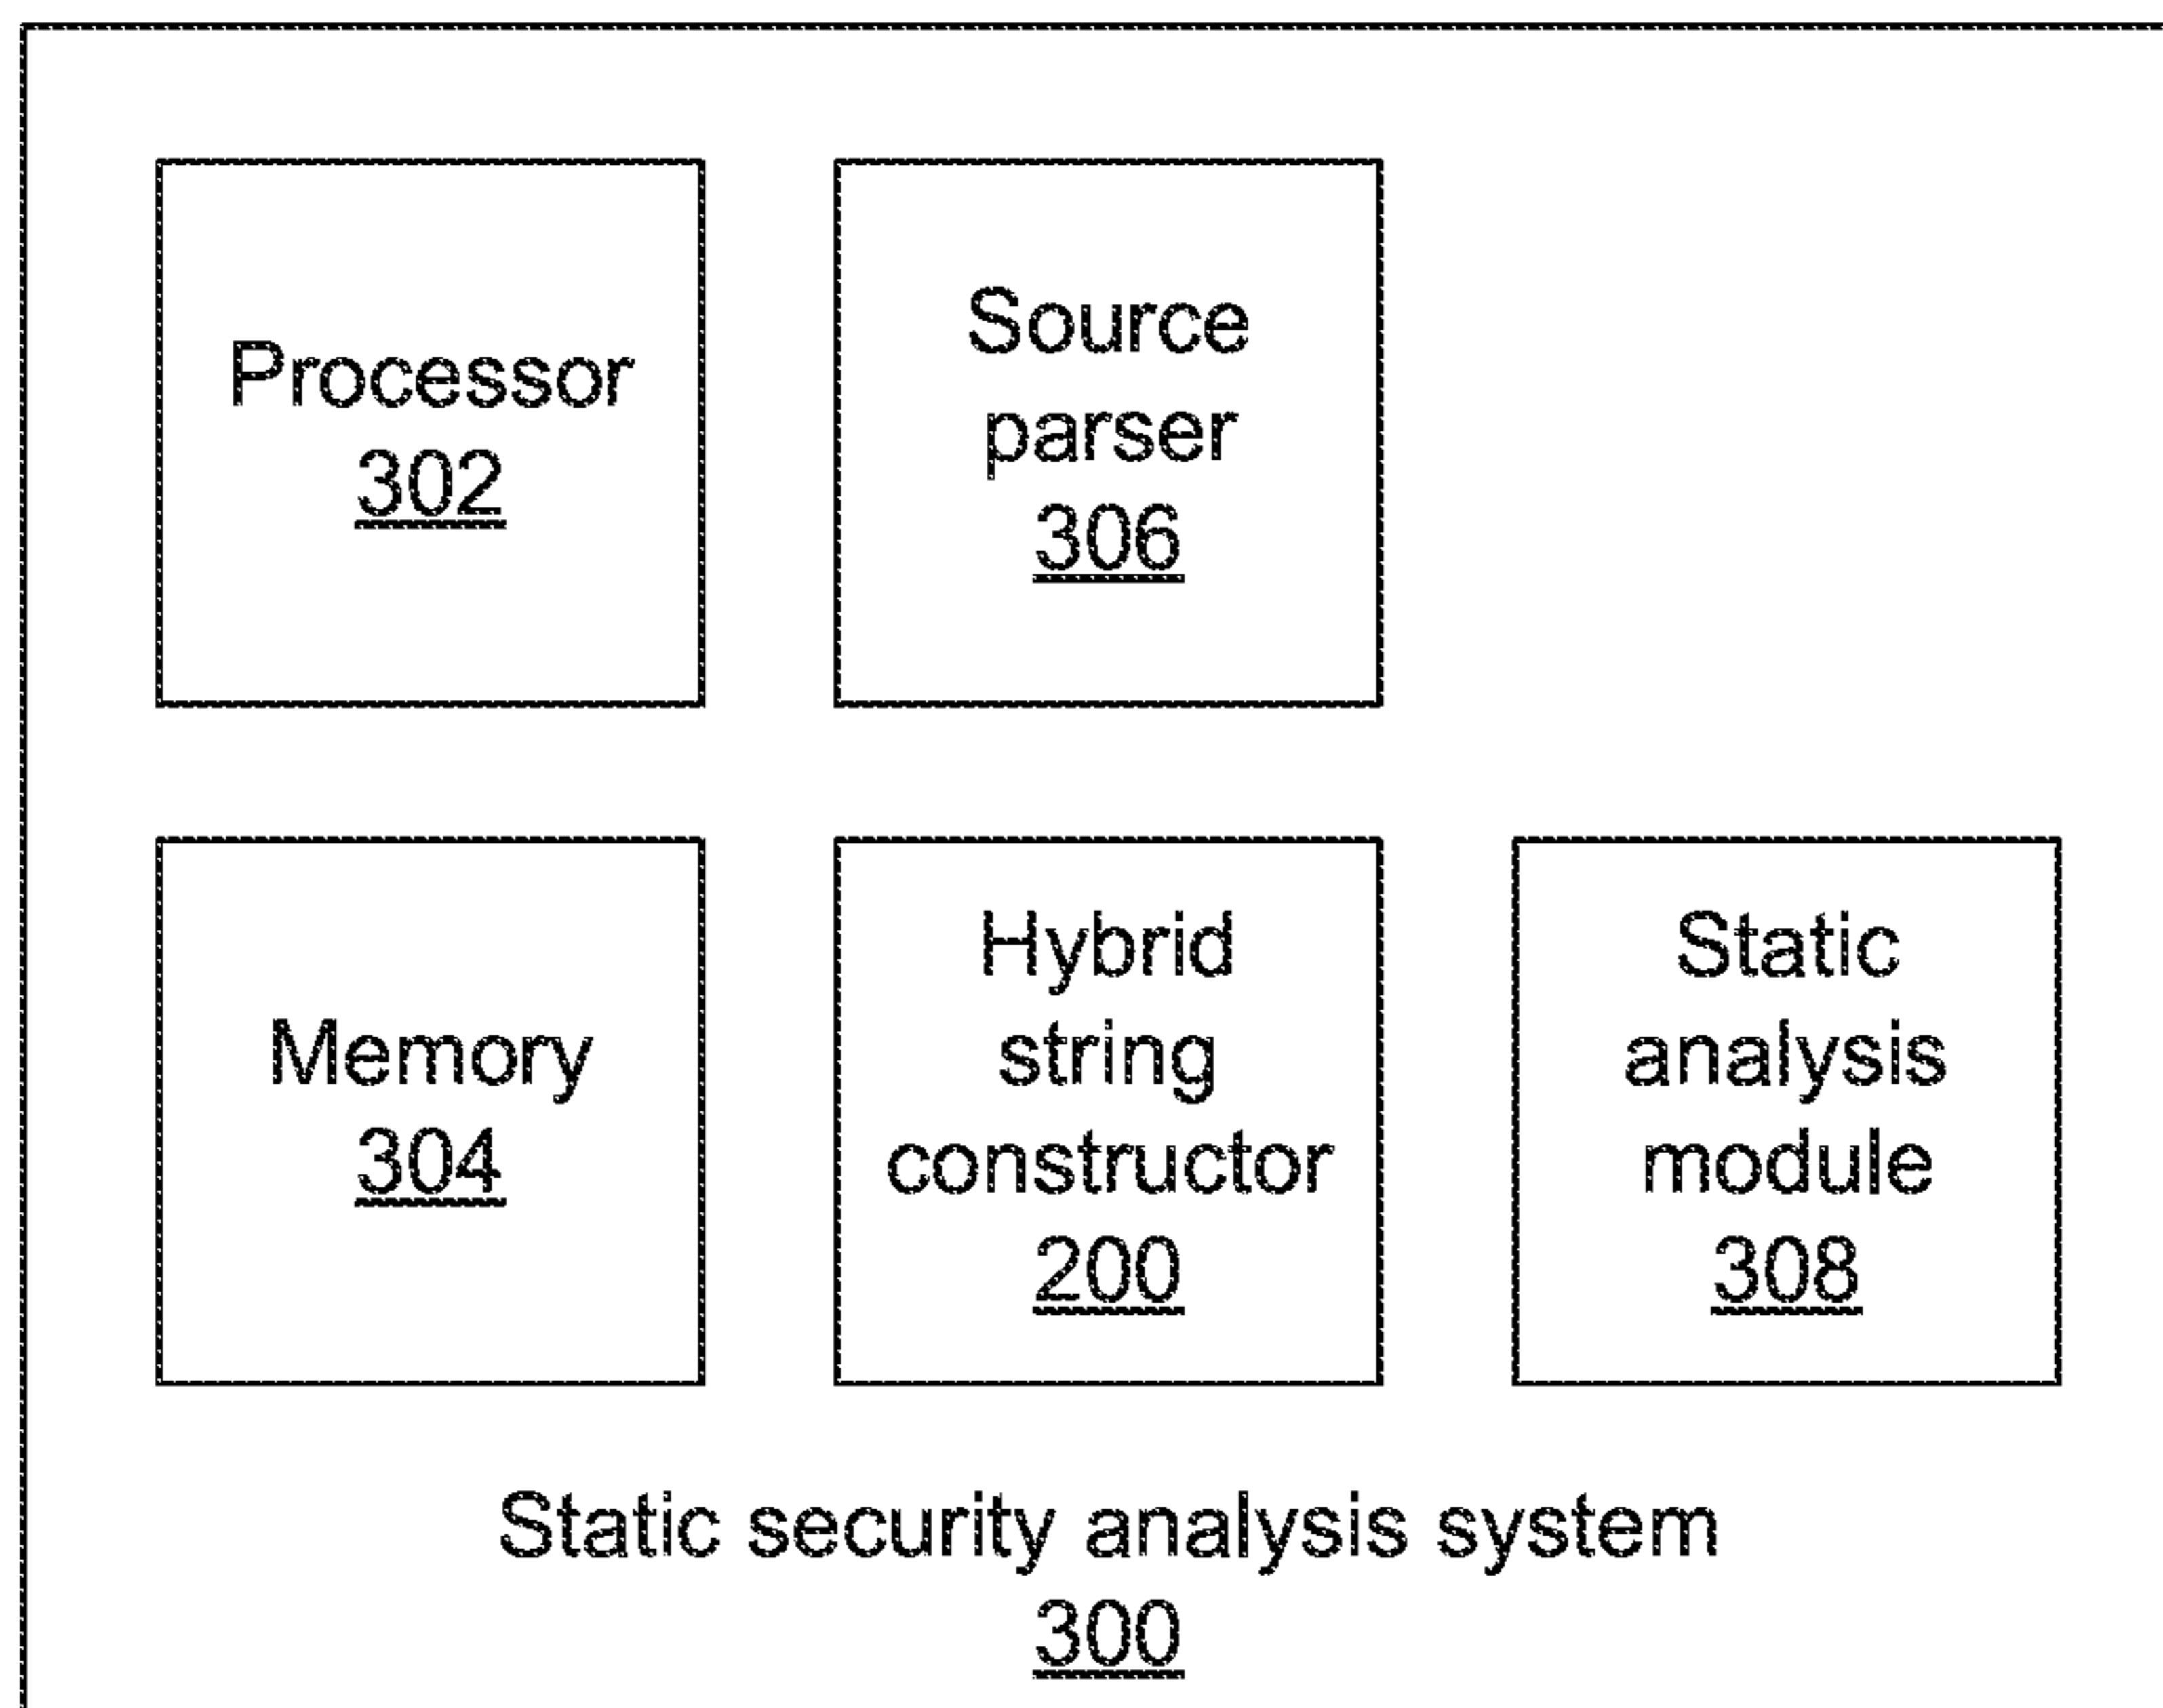 Processor
302
Source
parser
306
Memory
304
Hybrid
string
constructor
200
Static
analysis
module
308
Static security analysis system
300